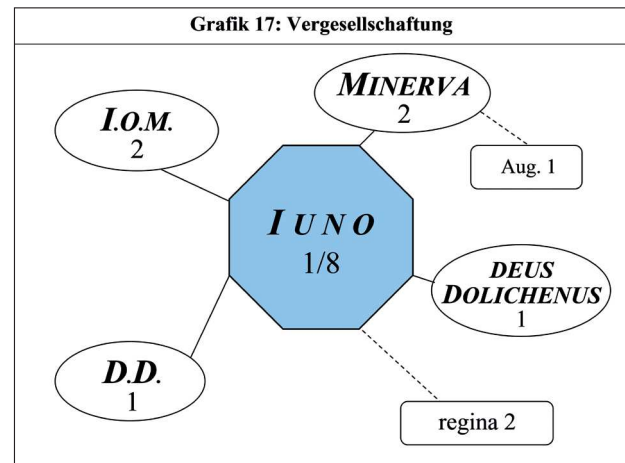 Grafik 17: Vergesellschaftung
MINERVA
2
I.O.M.
2
Aug. 1
IUNO
1/8
DEUS
DOLICHENUS
1
D.D.
1
regina 2